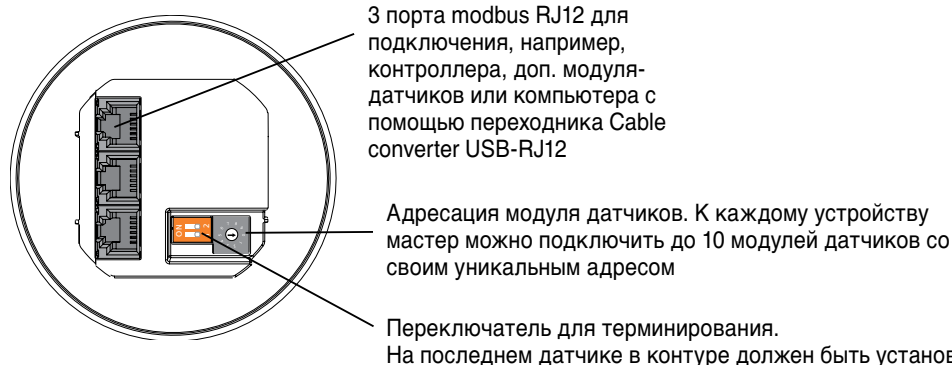 3 порта modbus RJ12 для
подключения, например,
контроллера, доп. модуля-
датчиков или компьютера с
помощью переходника Cable
converter USB-RJ12
ON
2
Адресация модуля датчиков. К каждому устройству
мастер можно подключить до 10 модулей датчиков со
своим уникальным адресом
Переключатель для терминирования.
На последнем датчике в контуре должен быть